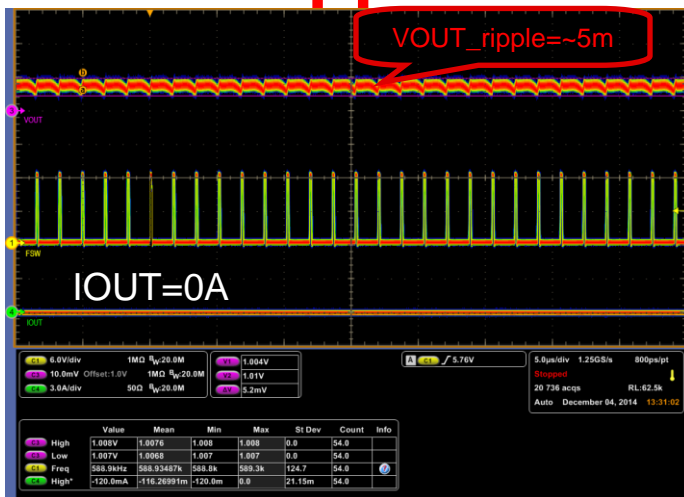 VOUT_ripple=~5m
b
a
3
VOUT
1
FSW
IOUT=0A
4
IOUT
C1 6.0V/div 1MΩ BW:20.0M
C3 10.0mV Offset:1.0V 1MΩ BW:20.0M
C4 3.0A/div 50Ω BW:20.0M
V1 1.004V
V2 1.01V
ΔV 5.2mV
A C1 5.76V
5.0µs/div 1.25GS/s 800ps/pt
Stopped
20 736 acqs RL:62.5k
Auto December 04, 2014 13:31:02
Value Mean Min Max St Dev Count Info
C3 High 1.008V 1.0076 1.008 1.008 0.0 54.0
C3 Low 1.007V 1.0068 1.007 1.007 0.0 54.0
C1 Freq 588.9kHz 588.93487k 588.8k 589.3k 124.7 54.0
C4 High* -120.0mA -116.26991m -120.0m 0.0 21.15m 54.0